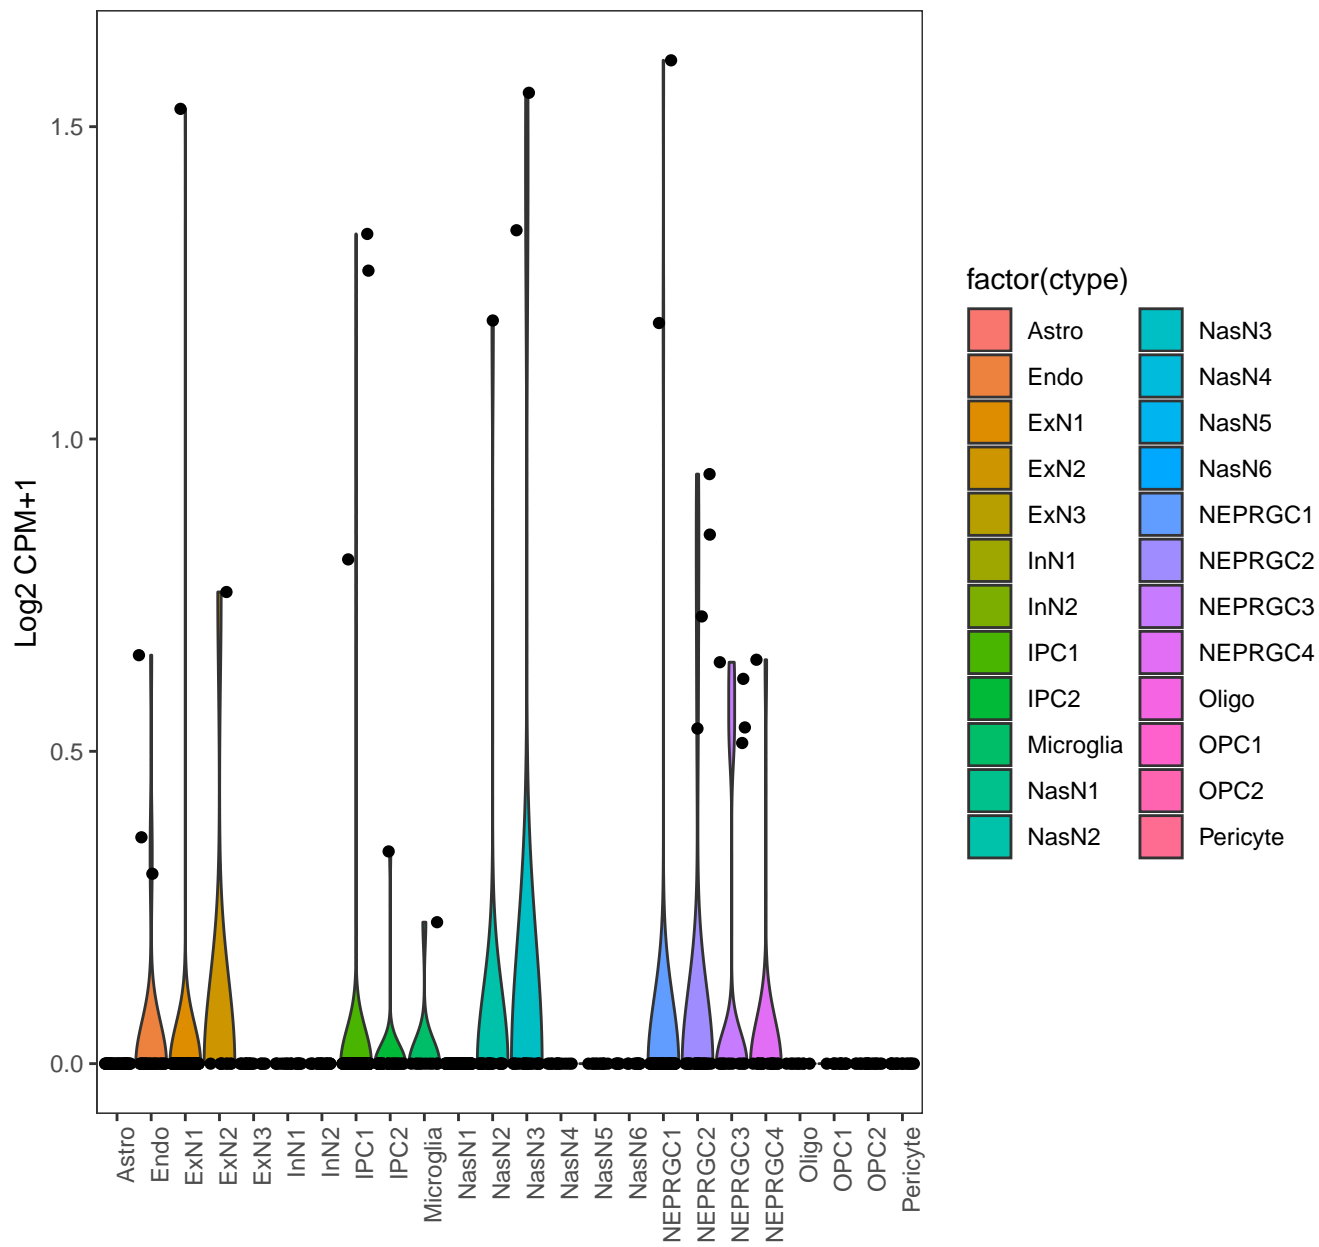 Log2 CPM+1
1.5
1.0
0.5
0.0
Astro
Endo
ExN1
ExN2
ExN3
InN1
InN2
IPC1
IPC2
Microglia
NasN1
NasN2
NasN3
NasN4
NasN5
NasN6
NEPRGC1
NEPRGC2
NEPRGC3
NEPRGC4
Oligo
OPC1
OPC2
Pericyte
factor(ctype)
Astro
Endo
ExN1
ExN2
ExN3
InN1
InN2
IPC1
IPC2
Microglia
NasN1
NasN2
NasN3
NasN4
NasN5
NasN6
NEPRGC1
NEPRGC2
NEPRGC3
NEPRGC4
Oligo
OPC1
OPC2
Pericyte